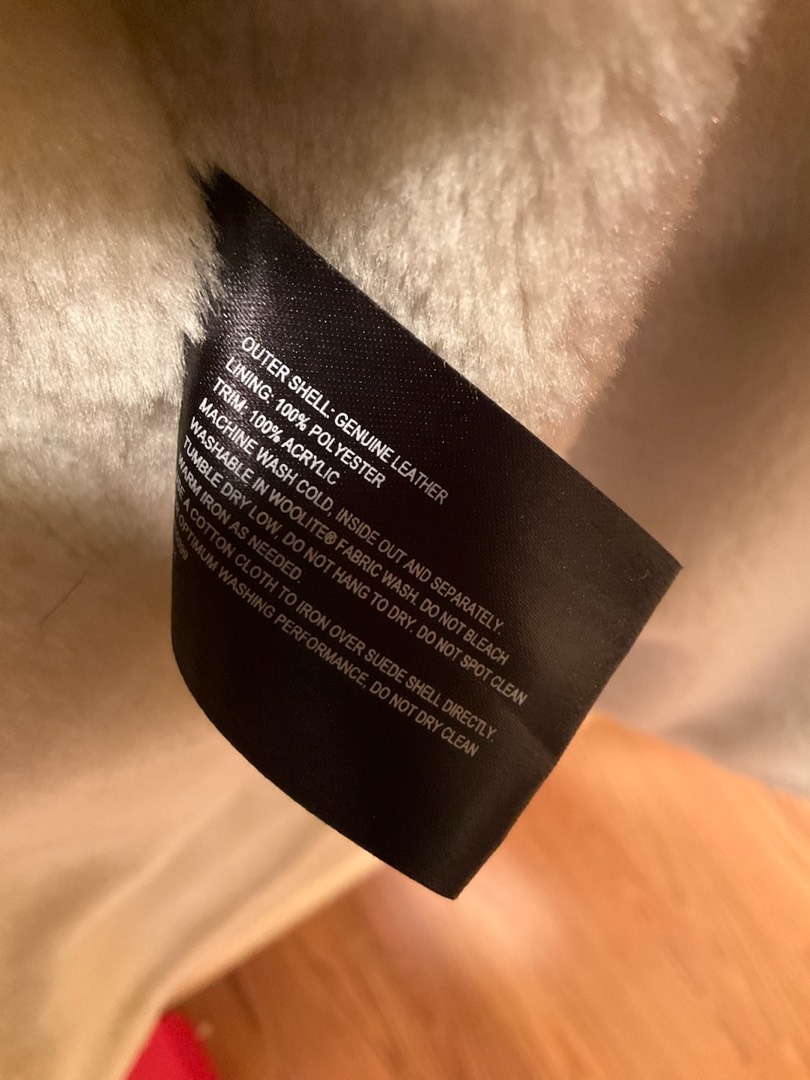 OUTER SHELL: GENUINE LEATHER
LINING: 100% POLYESTER
TRIM: 100% ACRYLIC
MACHINE WASH COLD, INSIDE OUT AND SEPARATELY.
WASHABLE IN WOOLITE® FABRIC WASH. DO NOT BLEACH
TUMBLE DRY LOW, DO NOT HANG TO DRY. DO NOT SPOT CLEAN
IRON AS NEEDED.
A COTTON CLOTH TO IRON OVER SUEDE SHELL DIRECTLY.
OPTIMUM WASHING PERFORMANCE, DO NOT DRY CLEAN